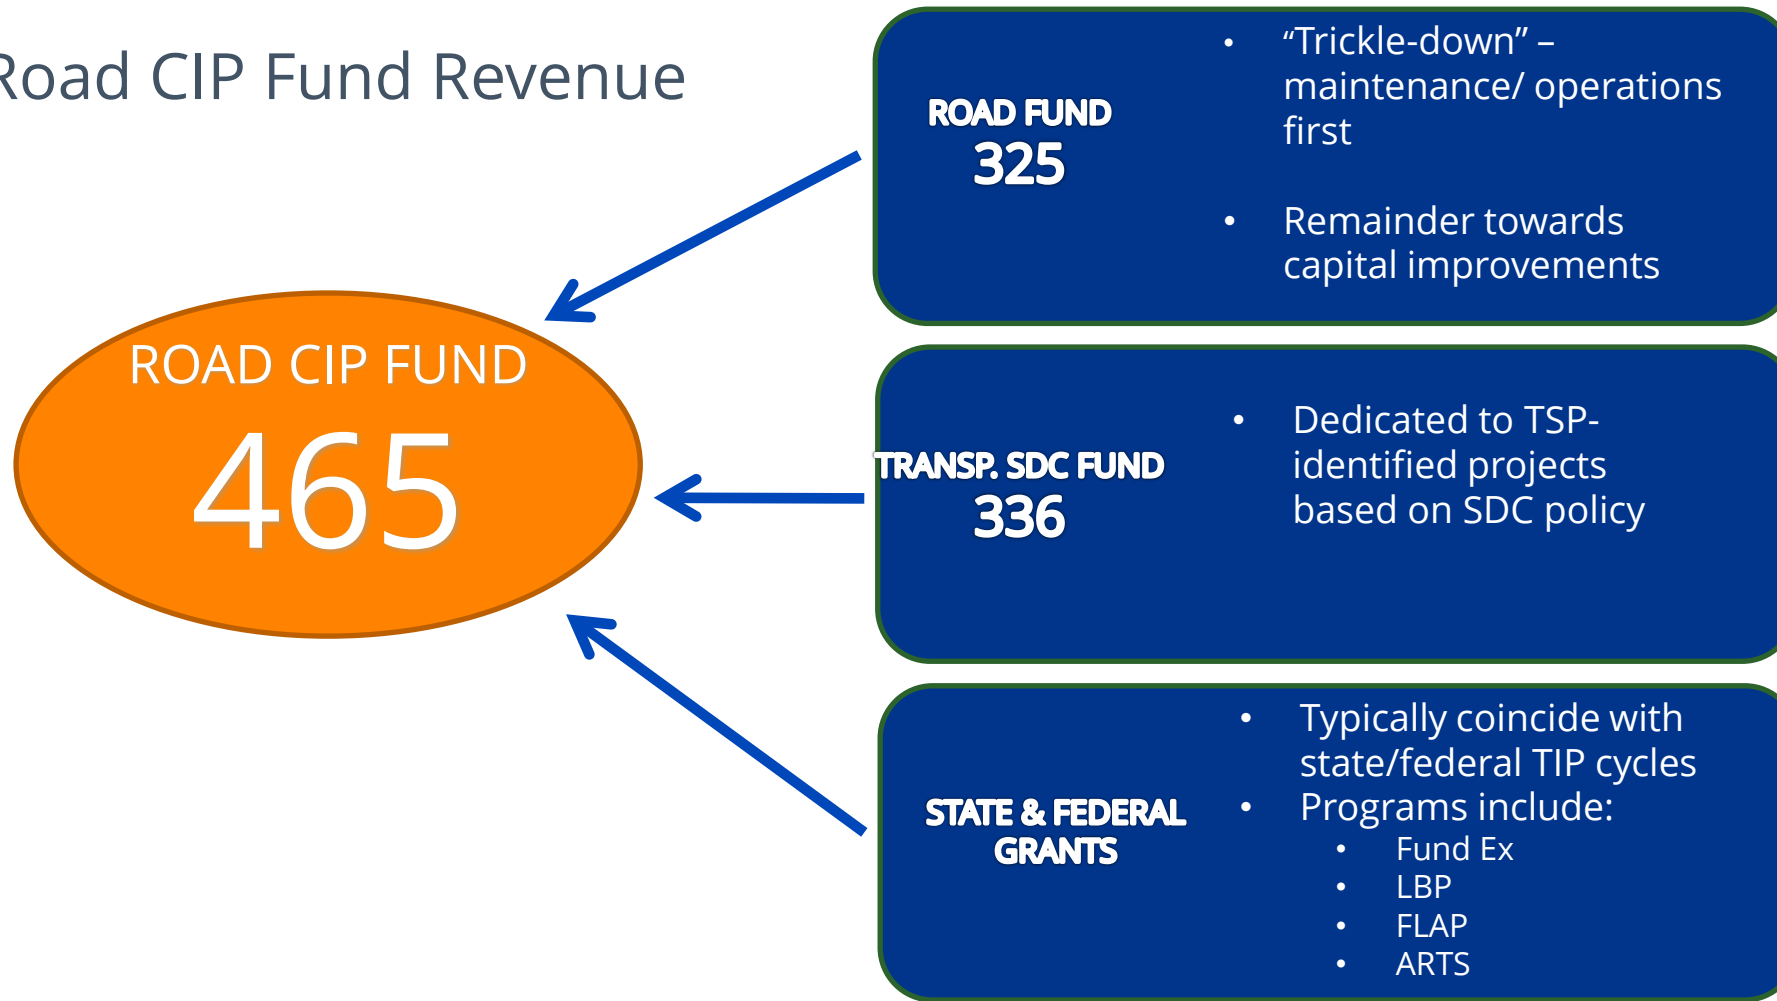 Road CIP Fund Revenue
ROAD CIP FUND
465
ROAD FUND
325
• “Trickle-down” –
maintenance/ operations
first
• Remainder towards
capital improvements
TRANSP. SDC FUND
336
• Dedicated to TSP-
identified projects
based on SDC policy
STATE & FEDERAL
GRANTS
• Typically coincide with
state/federal TIP cycles
• Programs include:
• Fund Ex
• LBP
• FLAP
• ARTS